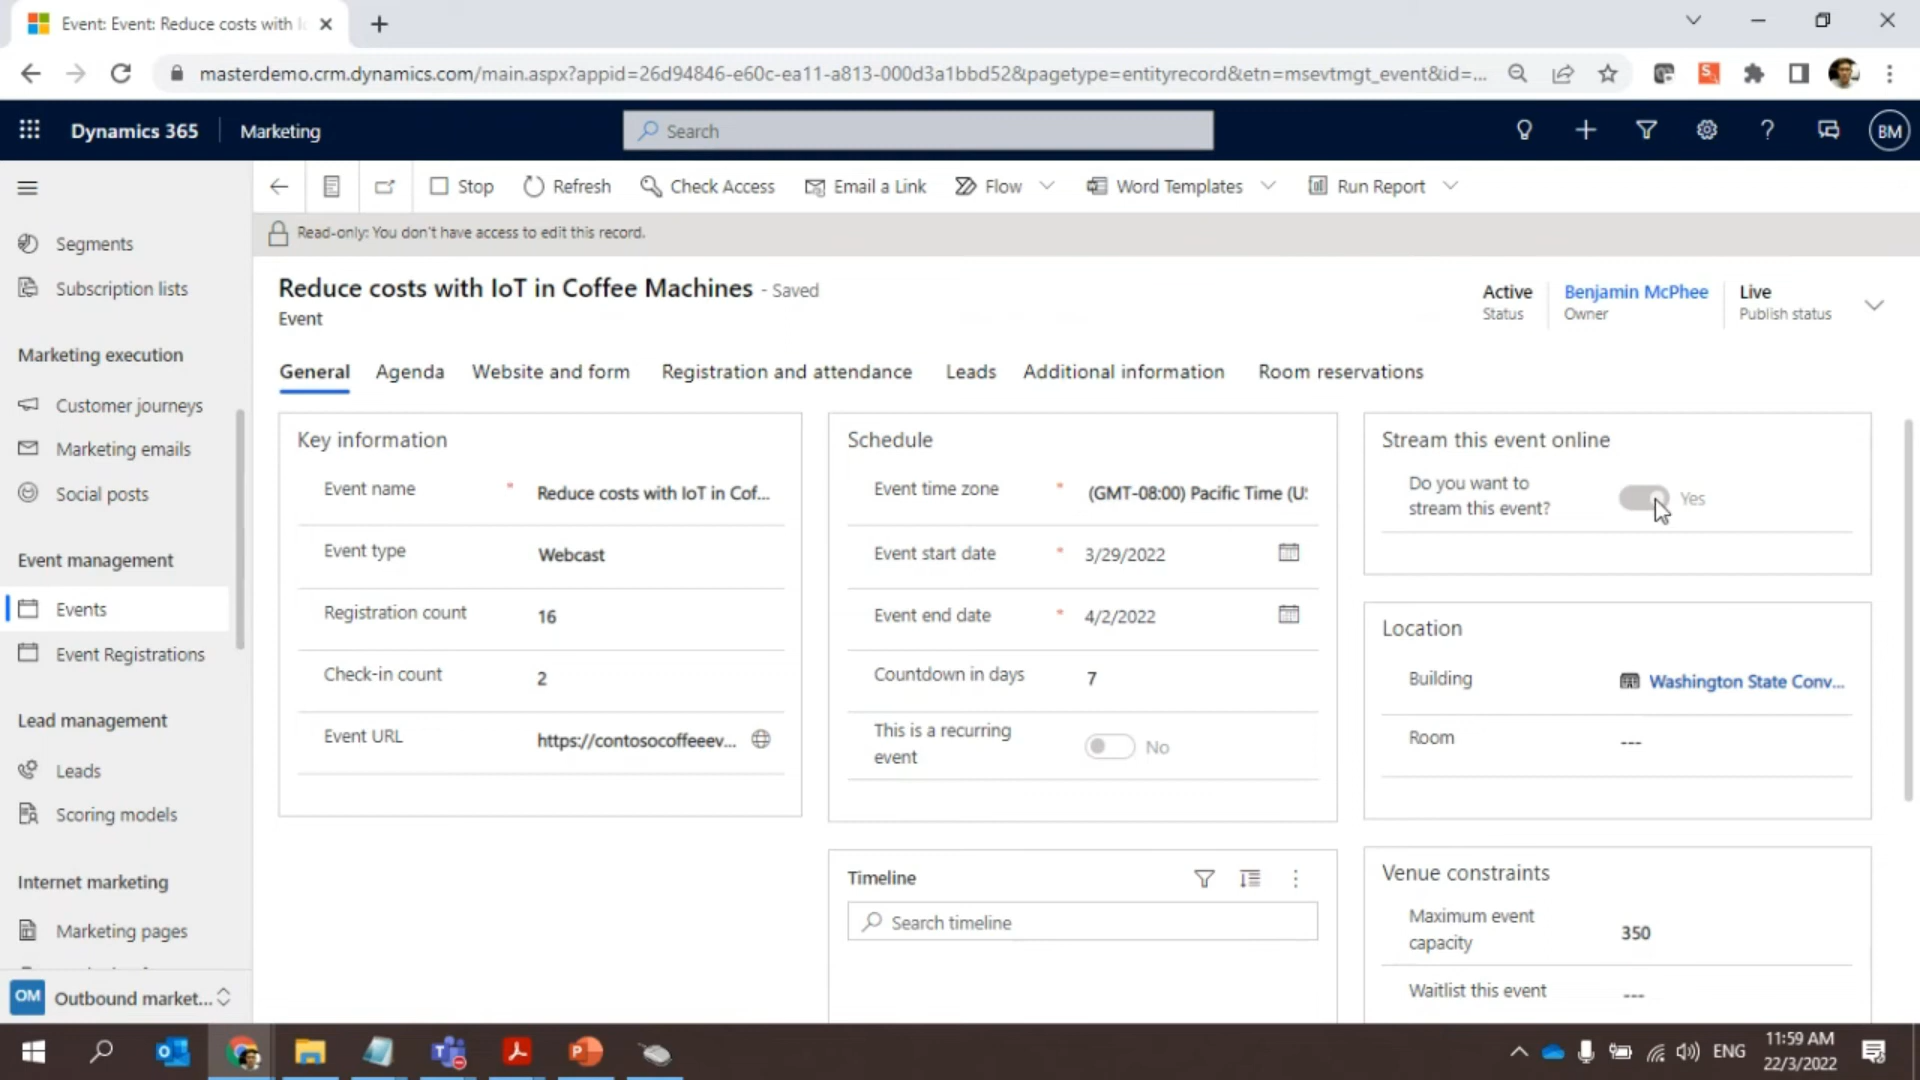 Event: Event: Reduce costs with I
masterdemo.crm.dynamics.com/main.aspx?appid=26d94846-e60c-ea11-a813-000d3a1bbd52&pagetype=entityrecord&etn=msevtmgt_event&id=...
Dynamics 365 Marketing Search BM
Stop Refresh Check Access Email a Link Flow Word Templates Run Report
Read-only: You don't have access to edit this record.
Segments
Subscription lists
Marketing execution
Customer journeys
Marketing emails
Social posts
Event management
Events
Event Registrations
Lead management
Leads
Scoring models
Internet marketing
Marketing pages
OM Outbound market...
Reduce costs with IoT in Coffee Machines - Saved
Event
Active
Status
Benjamin McPhee
Owner
Live
Publish status
General Agenda Website and form Registration and attendance Leads Additional information Room reservations
Key information
Event name * Reduce costs with IoT in Cof...
Event type Webcast
Registration count 16
Check-in count 2
Event URL https://contosocoffeeev...
Schedule
Event time zone * (GMT-08:00) Pacific Time (U
Event start date * 3/29/2022
Event end date * 4/2/2022
Countdown in days 7
This is a recurring
event No
Timeline
Search timeline
Stream this event online
Do you want to
stream this event? Yes
Location
Building Washington State Conv...
Room ---
Venue constraints
Maximum event
capacity 350
Waitlist this event ---
ENG
11:59 AM
22/3/2022